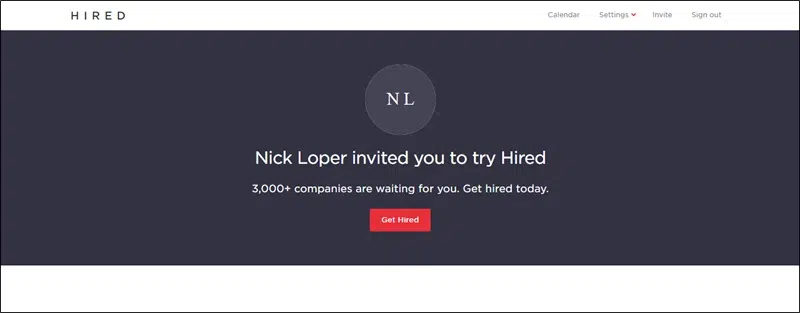 HIRED
Calendar Settings Invite Sign out
NL
Nick Loper invited you to try Hired
3,000+ companies are waiting for you. Get hired today.
Get Hired